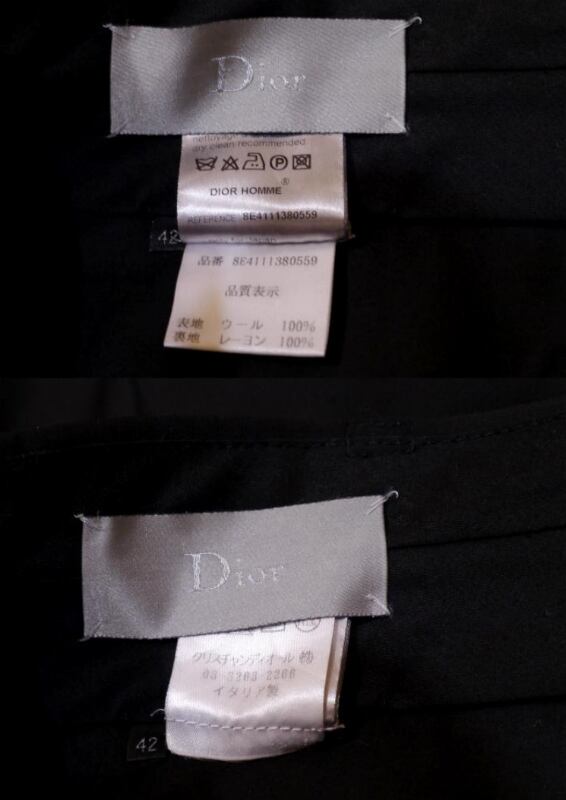 Dior
nettoyage
dry clean recommended
P
DIOR HOMME®
REFERENCE 8E4111380559
42
品番 8E4111380559
品質表示
表地 ウール 100%
裏地 レーヨン 100%
Dior
クリスチャンディオール㈱
イタリア製
42